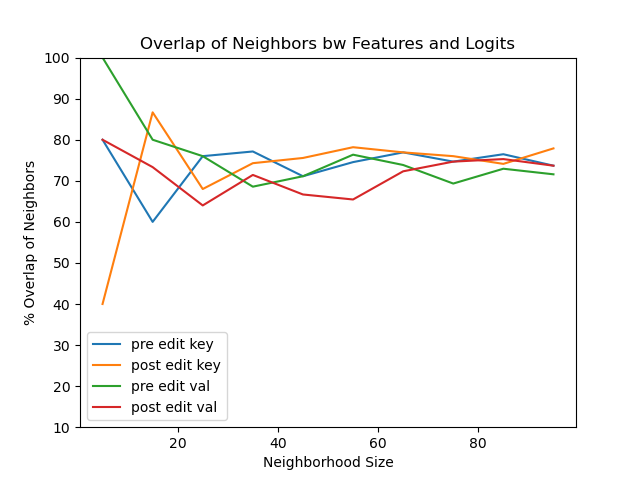 Overlap of Neighbors bw Features and Logits
% Overlap of Neighbors
100
90
80
70
60
50
40
30
20
10
pre edit key
post edit key
pre edit val
post edit val
20
40
60
80
Neighborhood Size